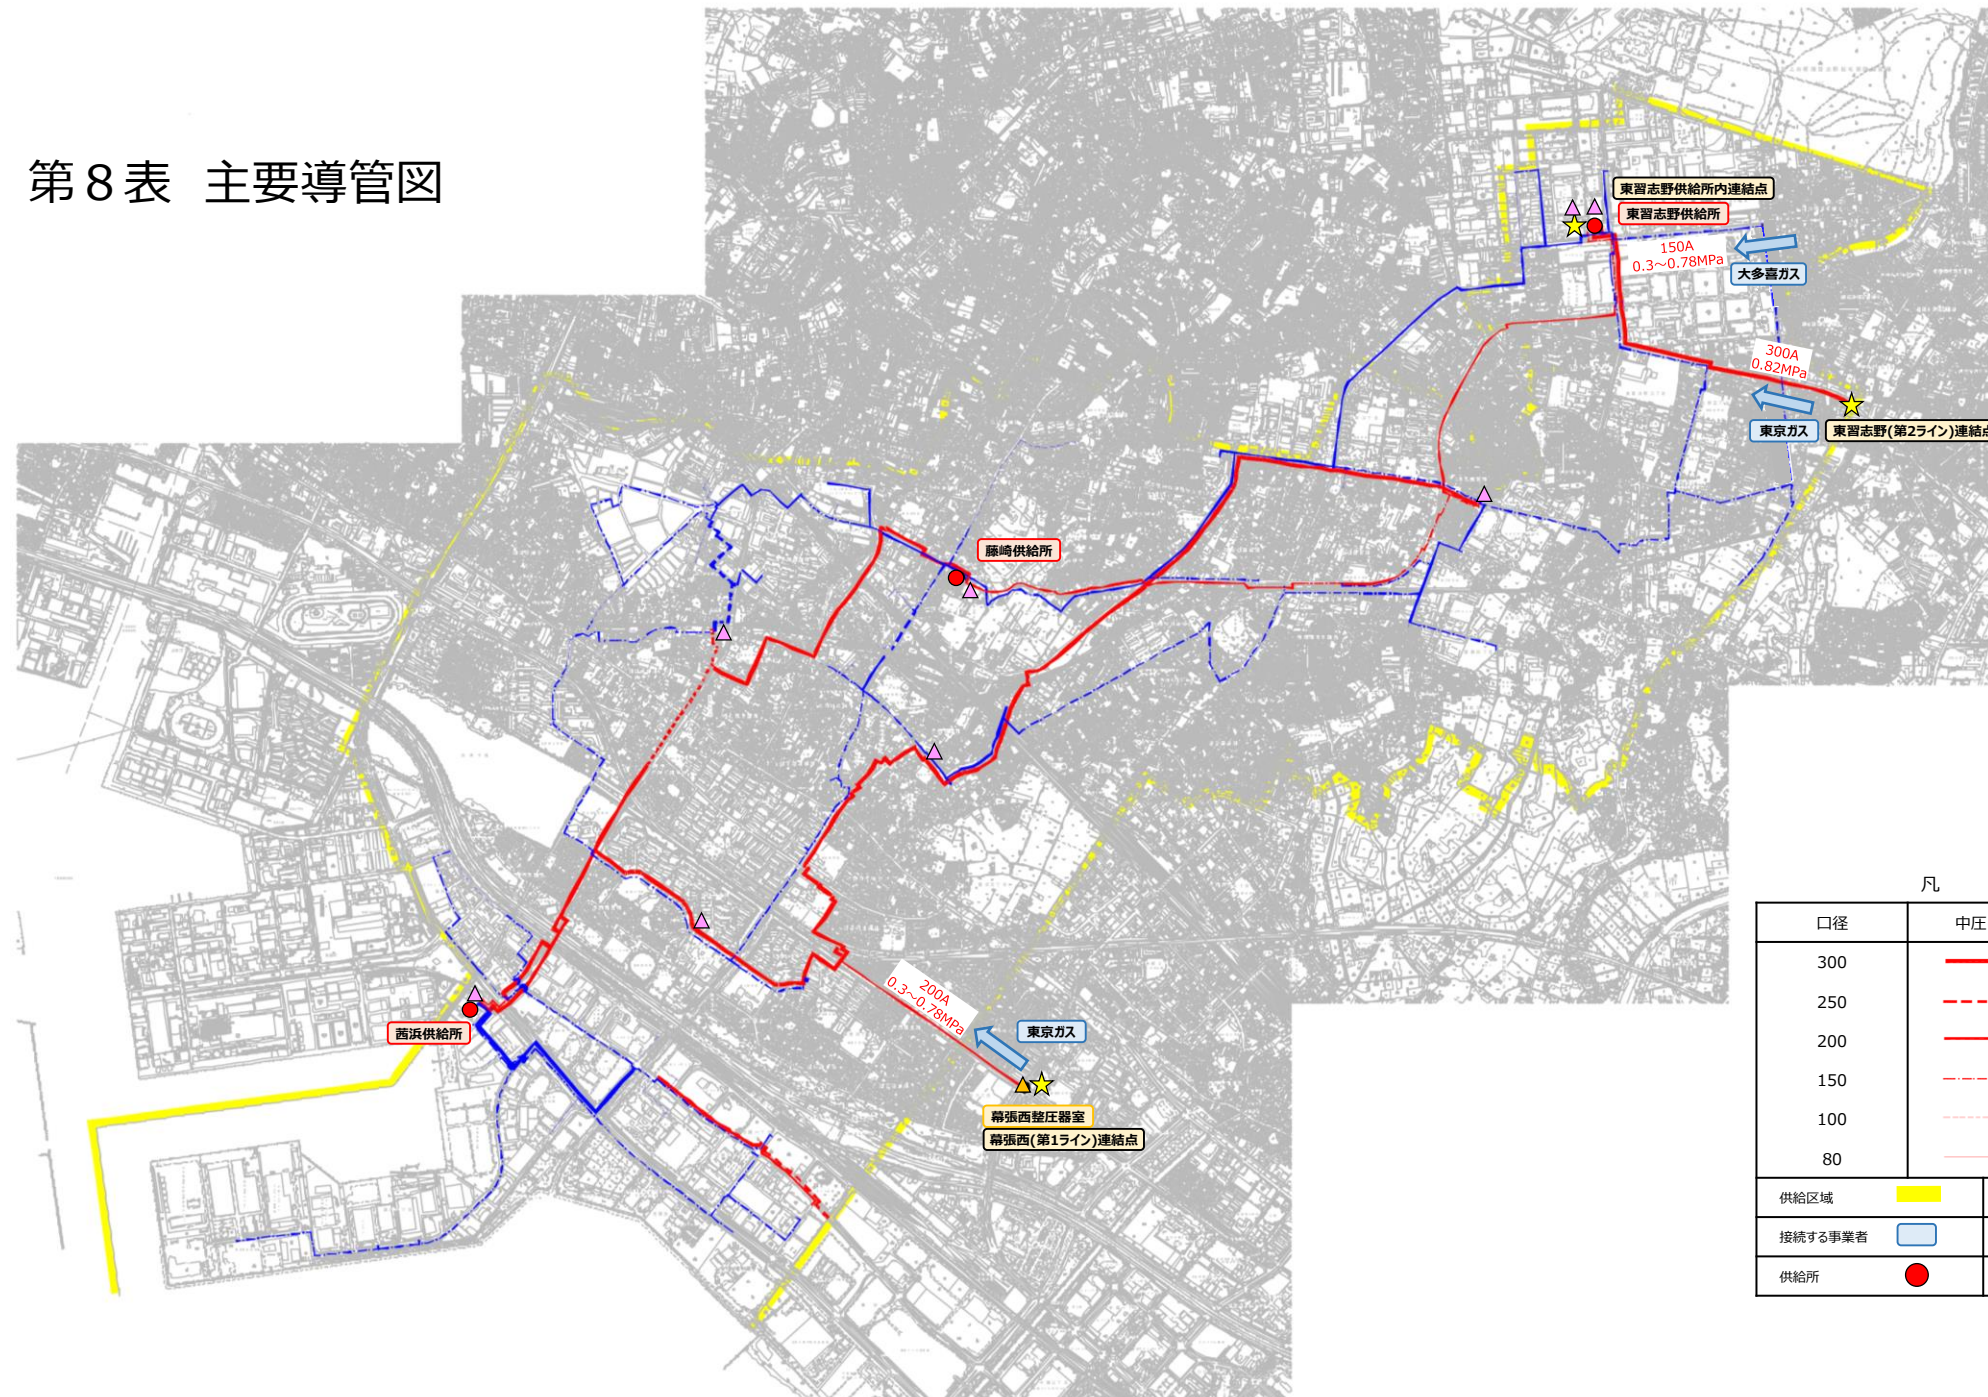 第８表 主要導管図
東習志野供給所内連結点
東習志野供給所
150A
0.3～0.78MPa
大多喜ガス
300A
0.82MPa
東京ガス
東習志野(第2ライン)連結点
藤崎供給所
茜浜供給所
200A
0.3～0.78MPa
東京ガス
幕張西整圧器室
幕張西(第1ライン)連結点
凡
口径 中圧
300
250
200
150
100
80
供給区域
接続する事業者
供給所